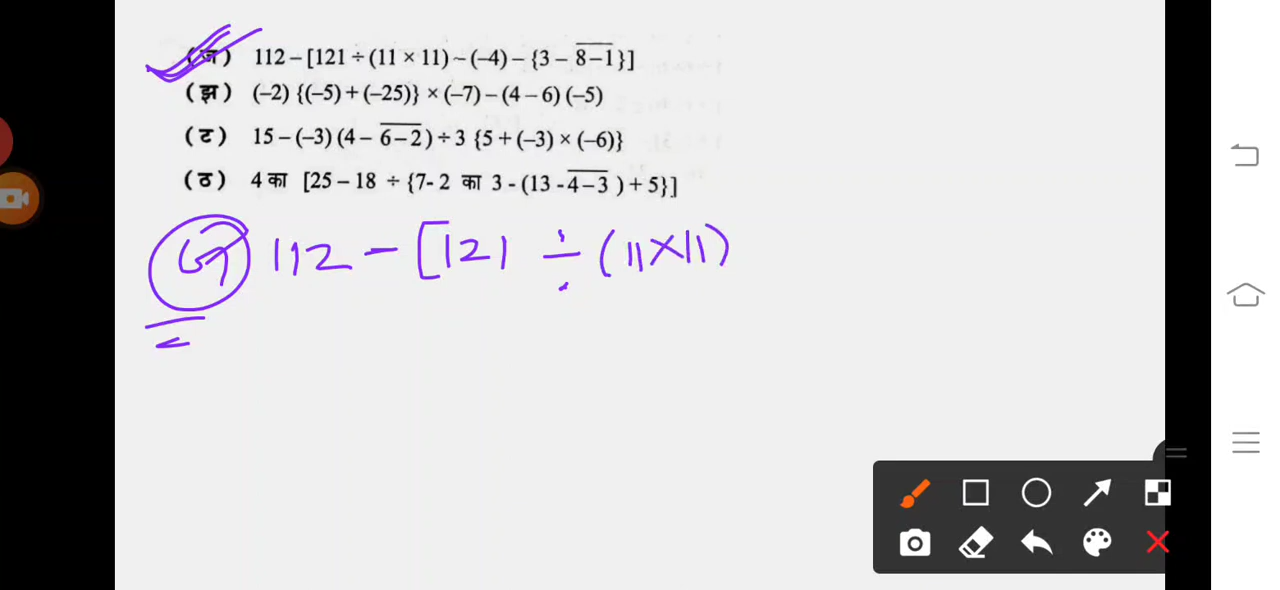 (ज) 112 – [121 ÷ (11 × 11) – (–4) – {3 – 8̅ ̅–̅ ̅1̅}]
(झ) (–2) {(–5) + (–25)} × (–7) – (4 – 6) (–5)
(ट) 15 – (–3) (4 – 6̅ ̅–̅ ̅2̅) ÷ 3 {5 + (–3) × (–6)}
(ठ) 4 का [25 – 18 ÷ {7- 2 का 3 - (13 - 4̅ ̅–̅ ̅3̅) + 5}]
ज 112 - [121 ÷ (11×11)